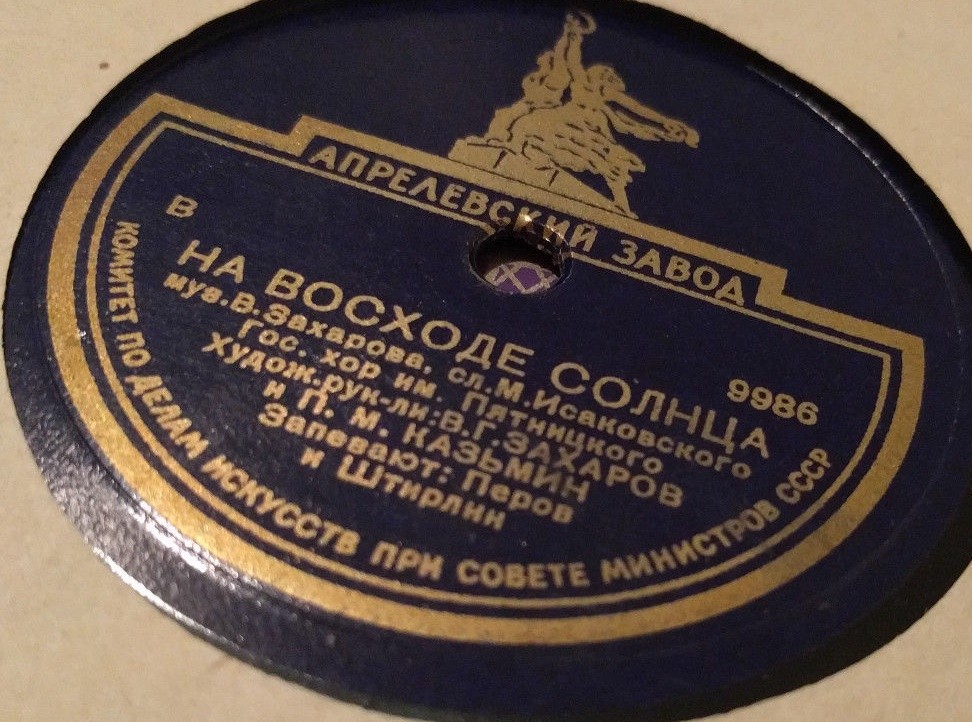 АПРЕЛЕВСКИЙ ЗАВОД
В
9986
НА ВОСХОДЕ СОЛНЦА
муз.В.Захарова, сл.М.Исаковского
Гос. хор им. Пятницкого
Худож.рук-ли:В.Г.ЗАХАРОВ
и П. М. КАЗЬМИН
Запевают: Перов
и Штирлин
КОМИТЕТ ПО ДЕЛАМ ИСКУССТВ ПРИ СОВЕТЕ МИНИСТРОВ СССР